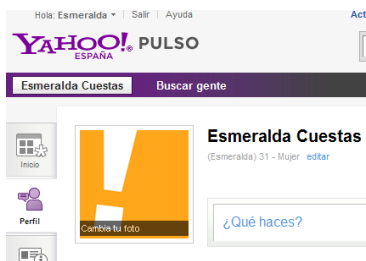 Hola: Esmeralda Salir Ayuda Act
YAHOO!® PULSO
ESPAÑA
Esmeralda Cuestas Buscar gente
Esmeralda Cuestas
(Esmeralda) 31 - Mujer editar
Inicio
Perfil
Cambia tu foto
¿Qué haces?